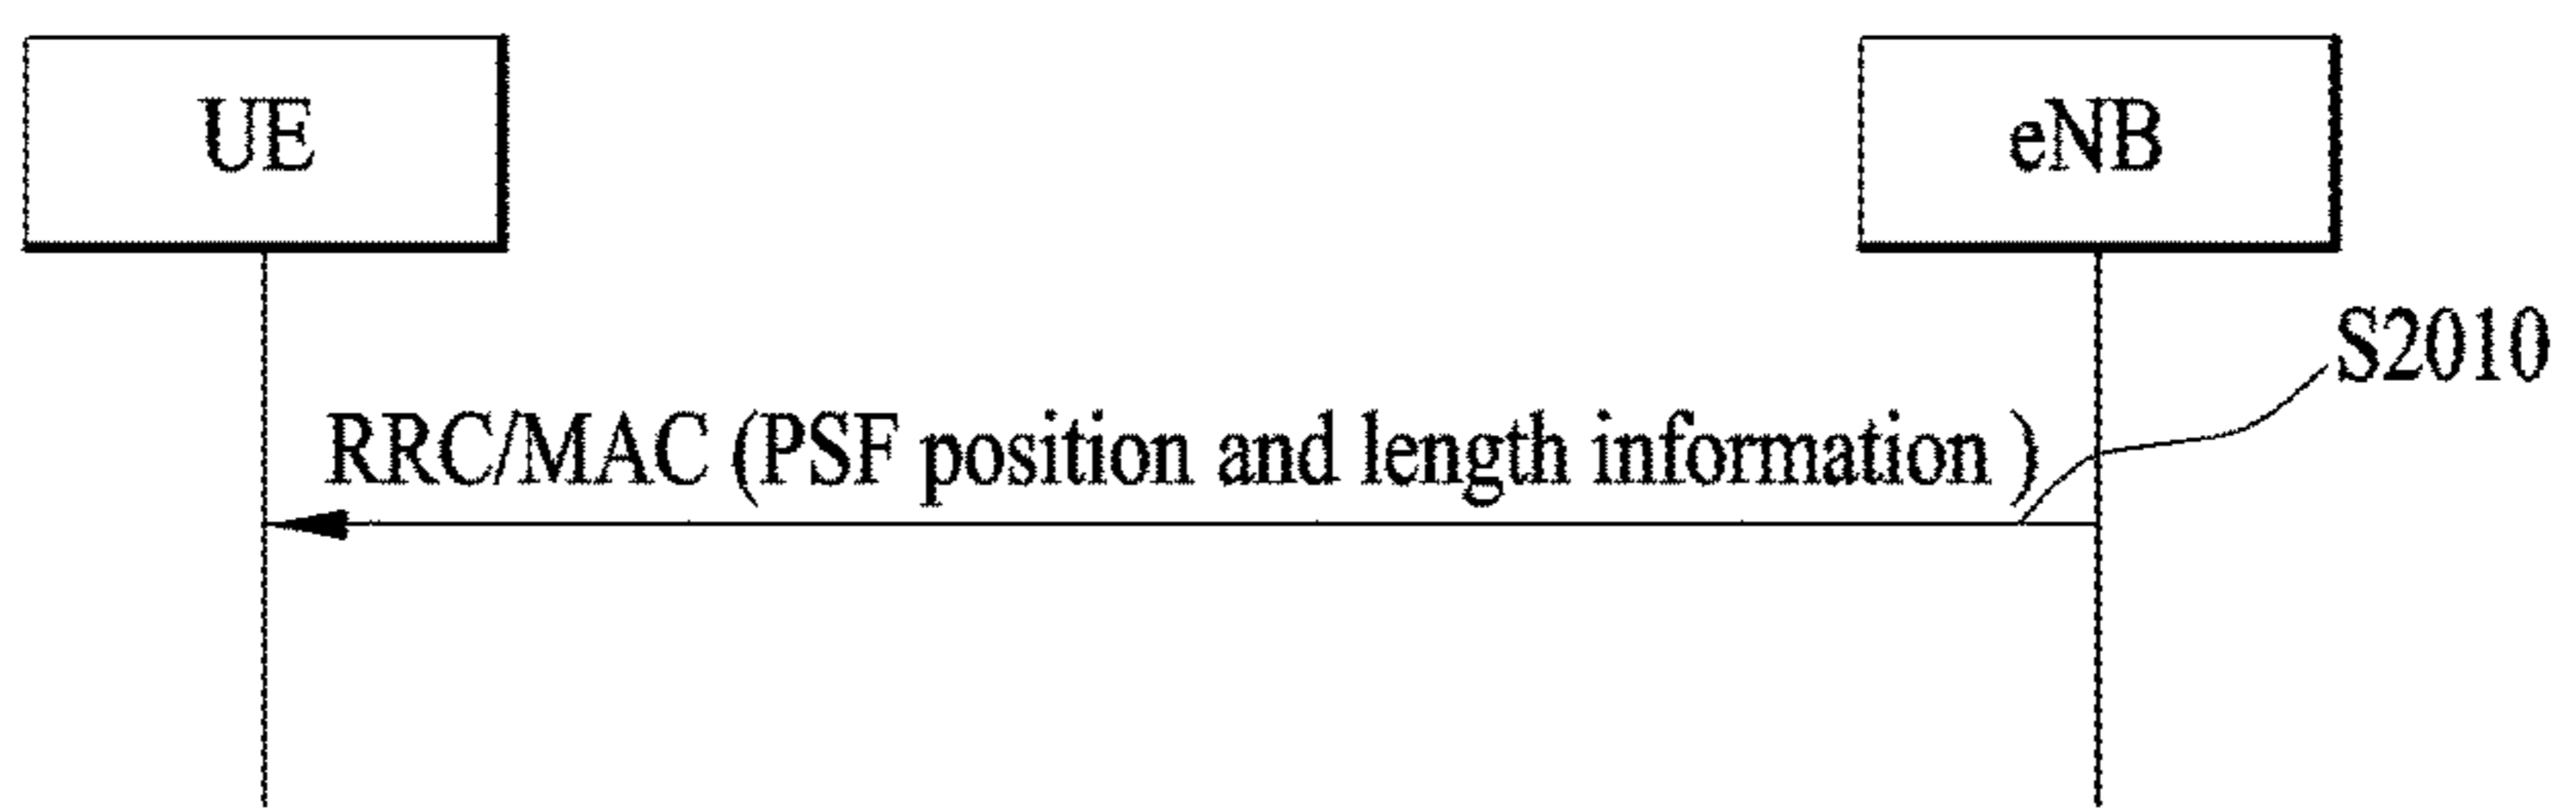 UE
eNB
S2010
RRC/MAC (PSF position and length information )